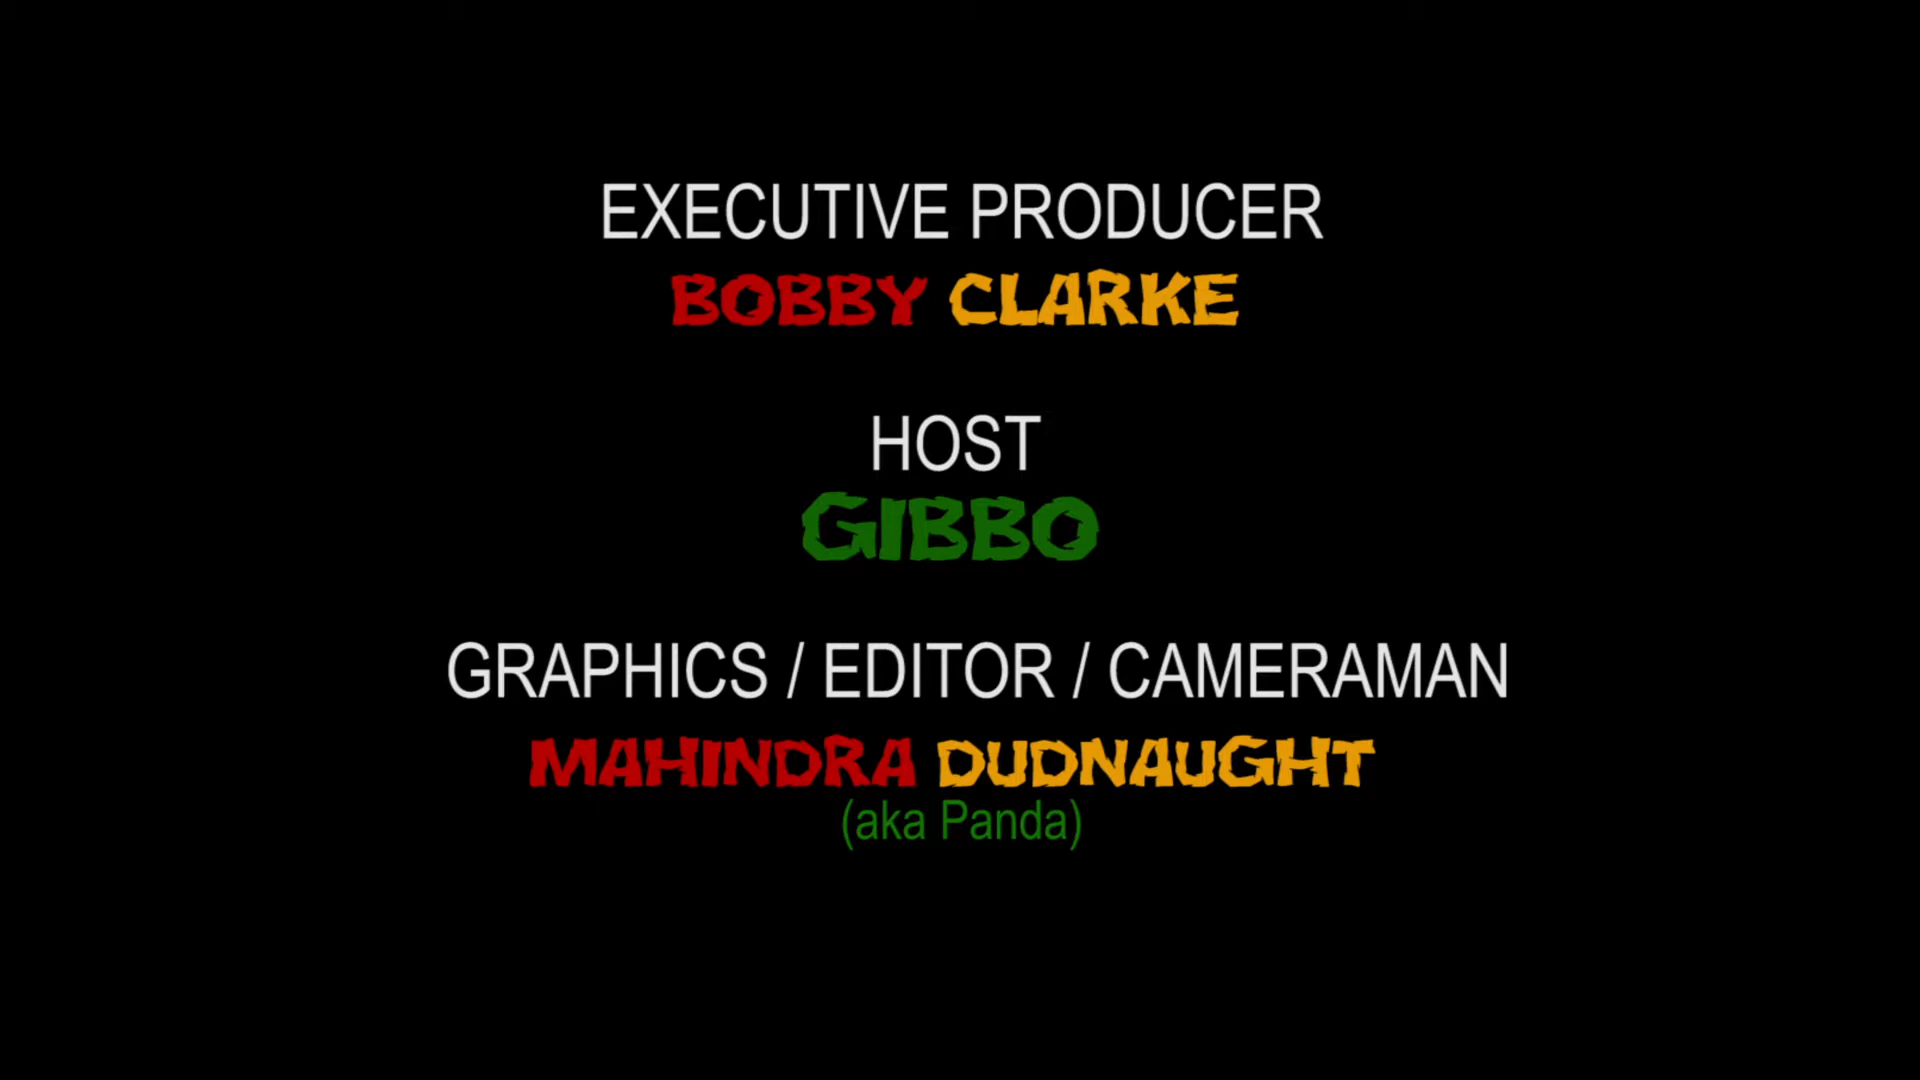 EXECUTIVE PRODUCER
BOBBY CLARKE
HOST
GIBBO
GRAPHICS / EDITOR / CAMERAMAN
MAHINDRA DUDNAUGHT
(aka Panda)